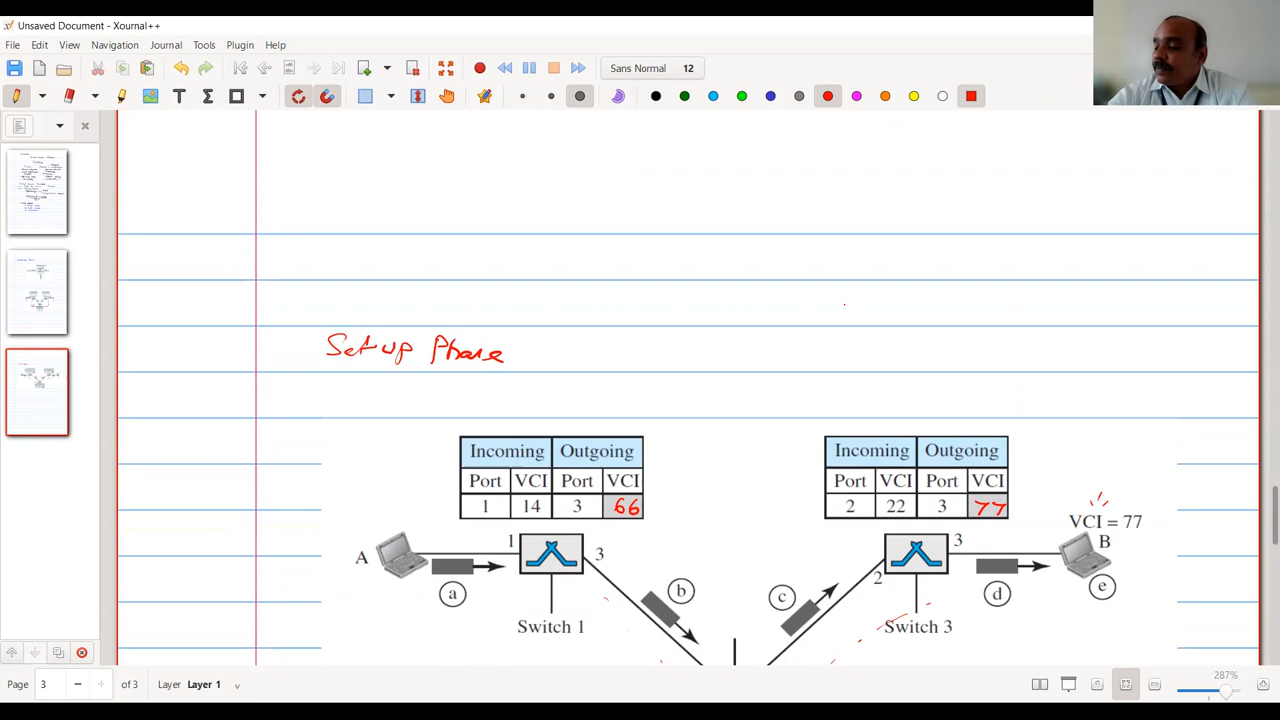 Unsaved Document - Xournal++
File Edit View Navigation Journal Tools Plugin Help
Sans Normal 12
Setup Phase
Incoming Outgoing
Port VCI Port VCI
1 14 3 66
Incoming Outgoing
Port VCI Port VCI
2 22 3 77
VCI = 77
A 1 3 3 B
2
a b c d e
Switch 1 Switch 3
Page 3 of 3 Layer Layer 1 287%